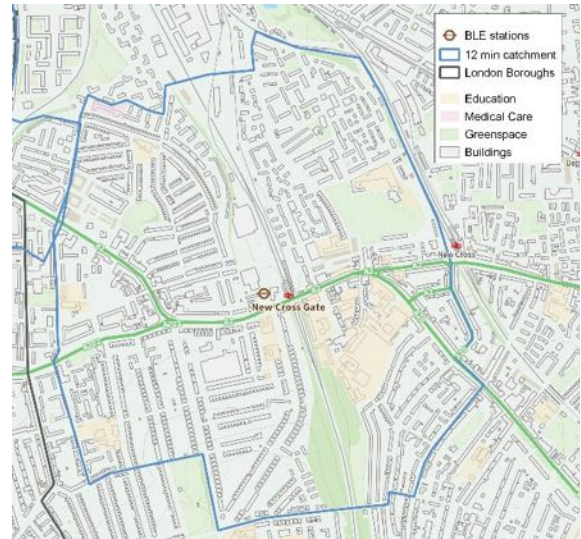 BLE stations
12 min catchment
London Boroughs
Education
Medical Care
Greenspace
Buildings
New Cross
New Cross Gate